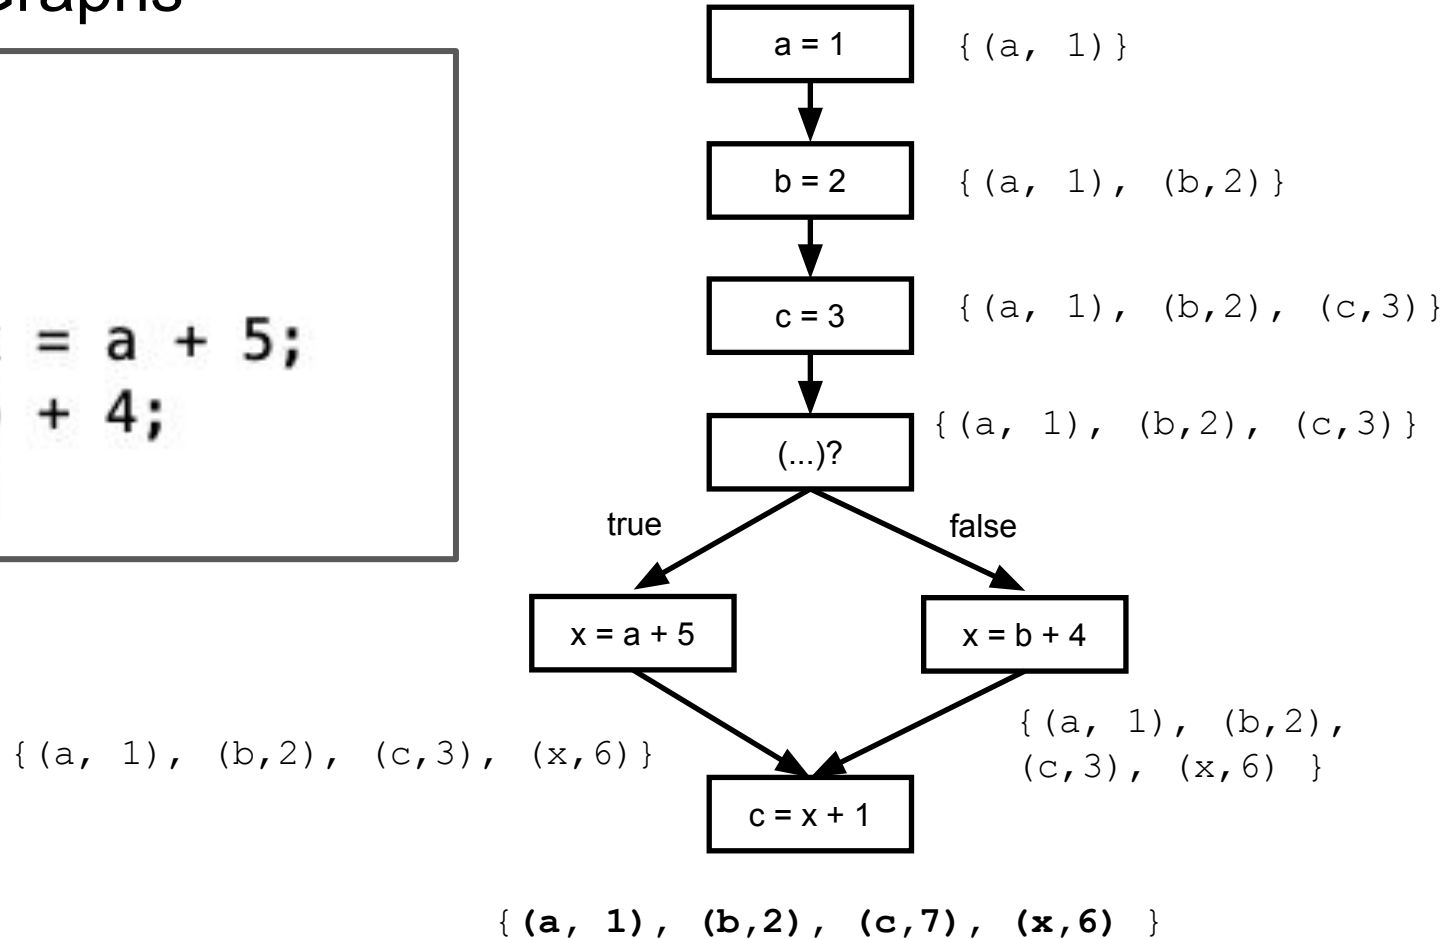 Graphs
= a + 5;
+ 4;
a = 1
{(a, 1)}
b = 2
{(a, 1), (b,2)}
c = 3
{(a, 1), (b,2), (c,3)}
(...)?
{(a, 1), (b,2), (c,3)}
true
false
x = a + 5
x = b + 4
{(a, 1), (b,2), (c,3), (x,6)}
{(a, 1), (b,2),
(c,3), (x,6) }
c = x + 1
{(a, 1), (b,2), (c,7), (x,6) }